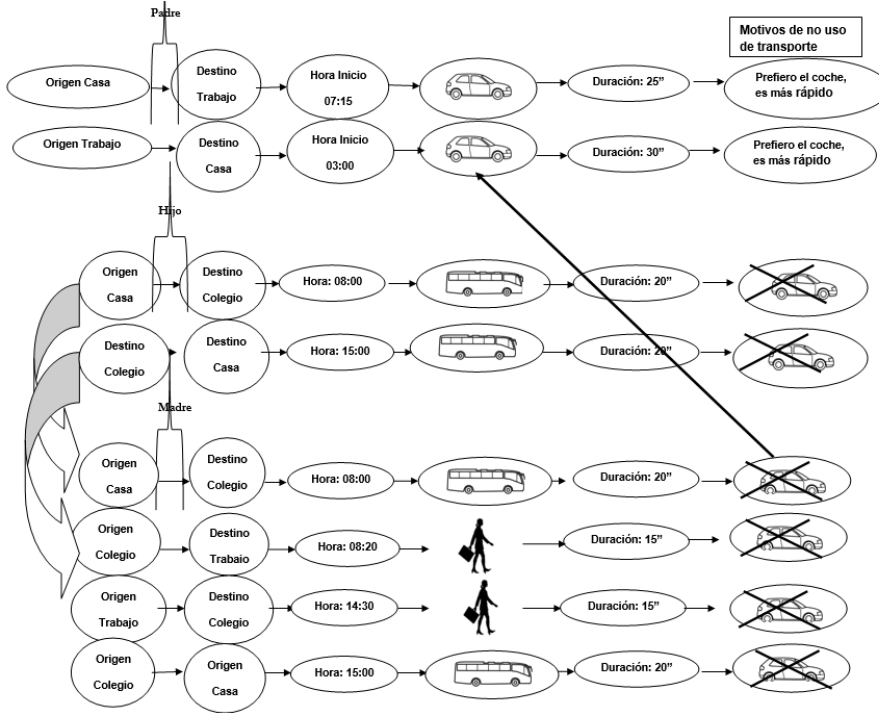 Padre
Motivos de no uso
de transporte
Origen Casa
Destino
Trabajo
Hora Inicio
07:15
Duración: 25”
Prefiero el coche,
es más rápido
Origen Trabajo
Destino
Casa
Hora Inicio
03:00
Duración: 30”
Prefiero el coche,
es más rápido
Hijo
Origen
Casa
Destino
Colegio
Hora: 08:00
Duración: 20”
Destino
Colegio
Destino
Casa
Hora: 15:00
Duración: 20”
Madre
Origen
Casa
Destino
Colegio
Hora: 08:00
Duración: 20”
Origen
Colegio
Destino
Trabaio
Hora: 08:20
Duración: 15”
Origen
Trabajo
Destino
Colegio
Hora: 14:30
Duración: 15”
Origen
Colegio
Origen
Casa
Hora: 15:00
Duración: 20”